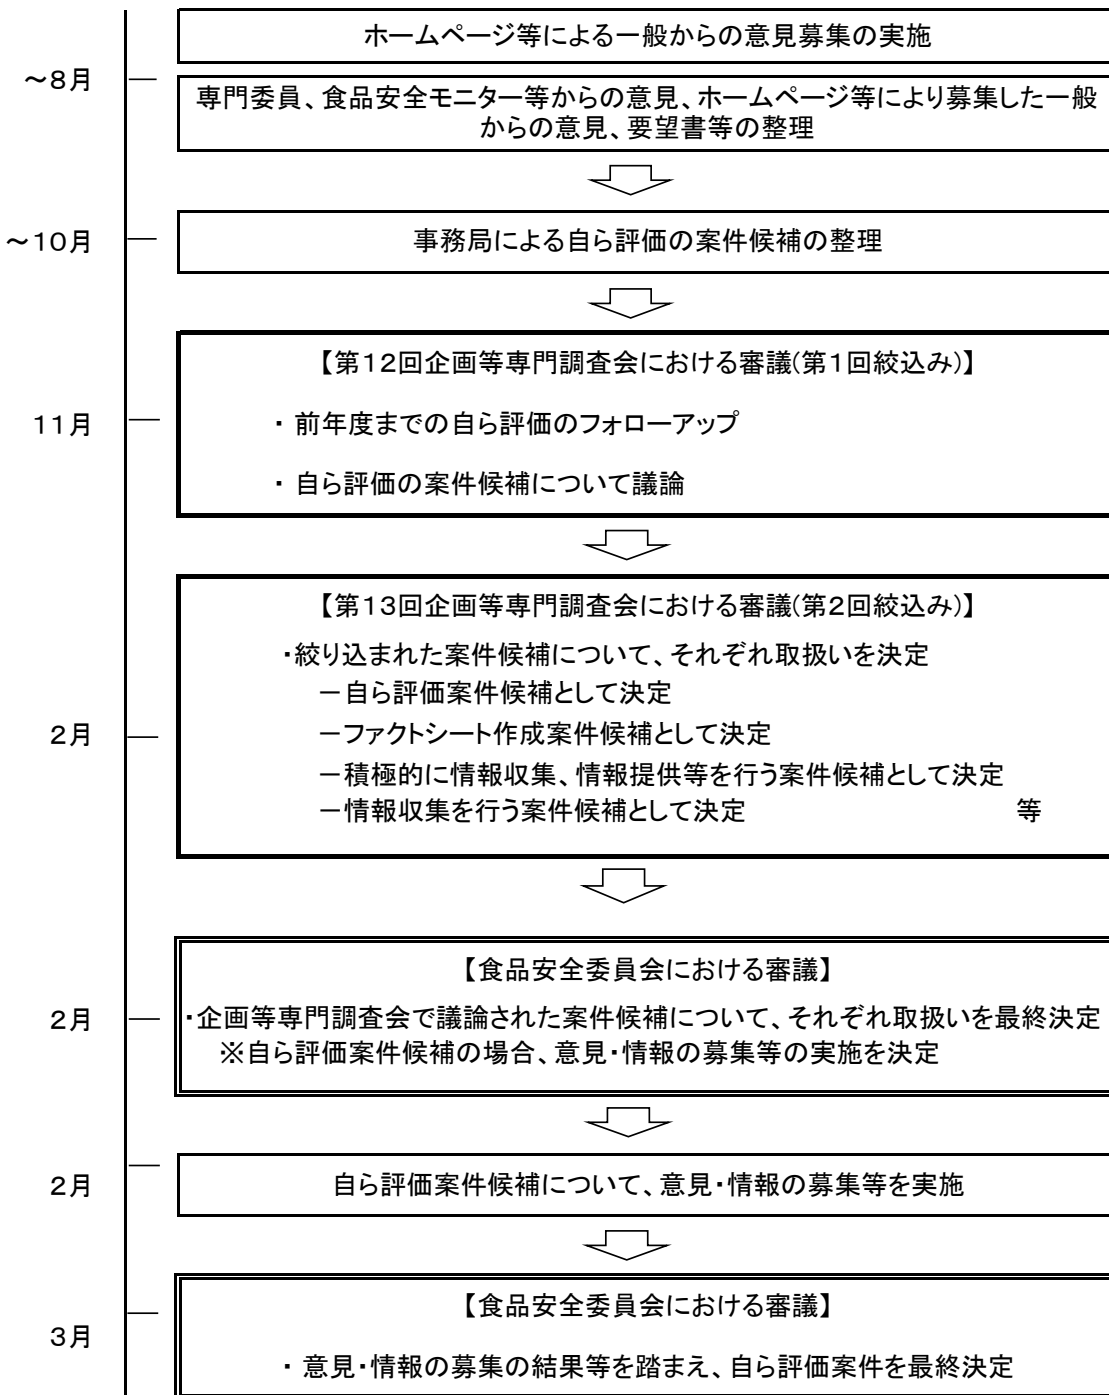 ホームページ等による一般からの意見募集の実施
～8月
専門委員、食品安全モニター等からの意見、ホームページ等により募集した一般
からの意見、要望書等の整理
～10月
事務局による自ら評価の案件候補の整理
【第12回企画等専門調査会における審議(第1回絞込み)】
11月
・ 前年度までの自ら評価のフォローアップ
・ 自ら評価の案件候補について議論
【第13回企画等専門調査会における審議(第2回絞込み)】
・絞り込まれた案件候補について、それぞれ取扱いを決定
－自ら評価案件候補として決定
2月
－ファクトシート作成案件候補として決定
－積極的に情報収集、情報提供等を行う案件候補として決定
－情報収集を行う案件候補として決定 等
【食品安全委員会における審議】
2月
・企画等専門調査会で議論された案件候補について、それぞれ取扱いを最終決定
※自ら評価案件候補の場合、意見・情報の募集等の実施を決定
2月
自ら評価案件候補について、意見・情報の募集等を実施
【食品安全委員会における審議】
3月
・ 意見・情報の募集の結果等を踏まえ、自ら評価案件を最終決定